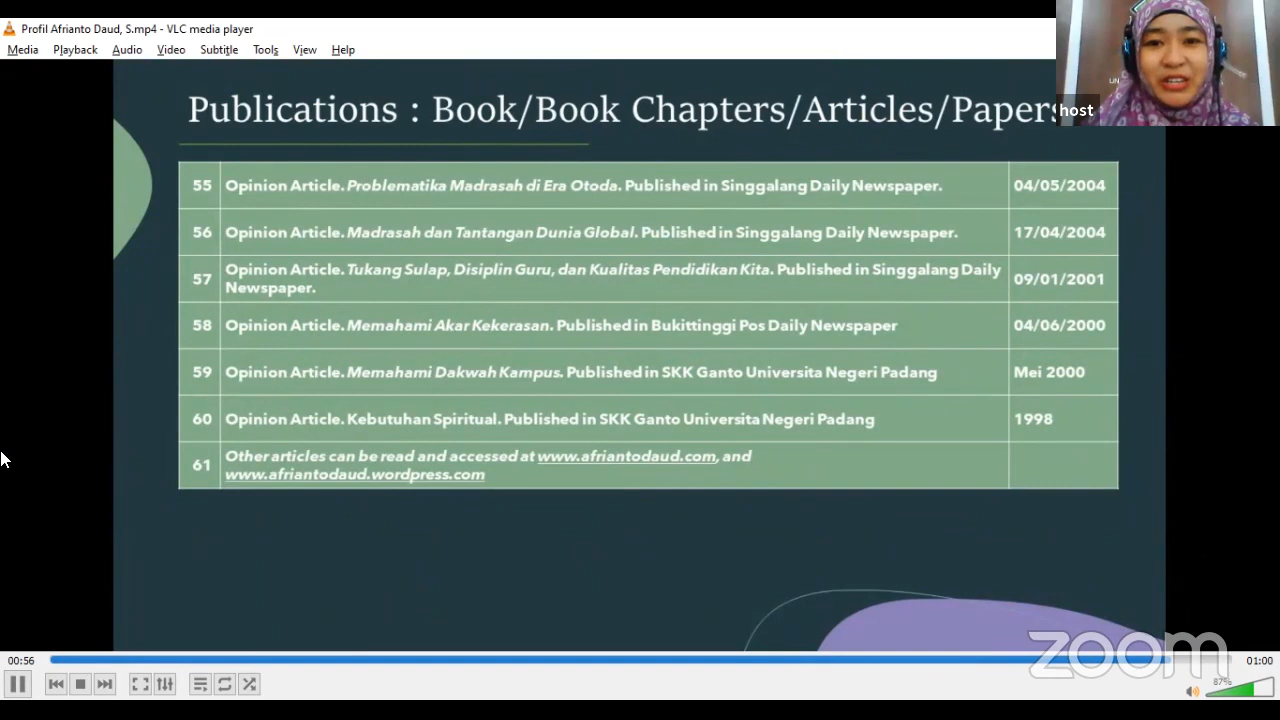 Profil Afrianto Daud, S.mp4 - VLC media player
Media Playback Audio Video Subtitle Tools View Help
UN
host
Publications : Book/Book Chapters/Articles/Papers
55 Opinion Article. Problematika Madrasah di Era Otoda. Published in Singgalang Daily Newspaper. 04/05/2004
56 Opinion Article. Madrasah dan Tantangan Dunia Global. Published in Singgalang Daily Newspaper. 17/04/2004
57 Opinion Article. Tukang Sulap, Disiplin Guru, dan Kualitas Pendidikan Kita. Published in Singgalang Daily
Newspaper. 09/01/2001
58 Opinion Article. Memahami Akar Kekerasan. Published in Bukittinggi Pos Daily Newspaper 04/06/2000
59 Opinion Article. Memahami Dakwah Kampus. Published in SKK Ganto Universita Negeri Padang Mei 2000
60 Opinion Article. Kebutuhan Spiritual. Published in SKK Ganto Universita Negeri Padang 1998
61 Other articles can be read and accessed at www.afriantodaud.com, and
www.afriantodaud.wordpress.com
zoom
00:56 01:00
87%